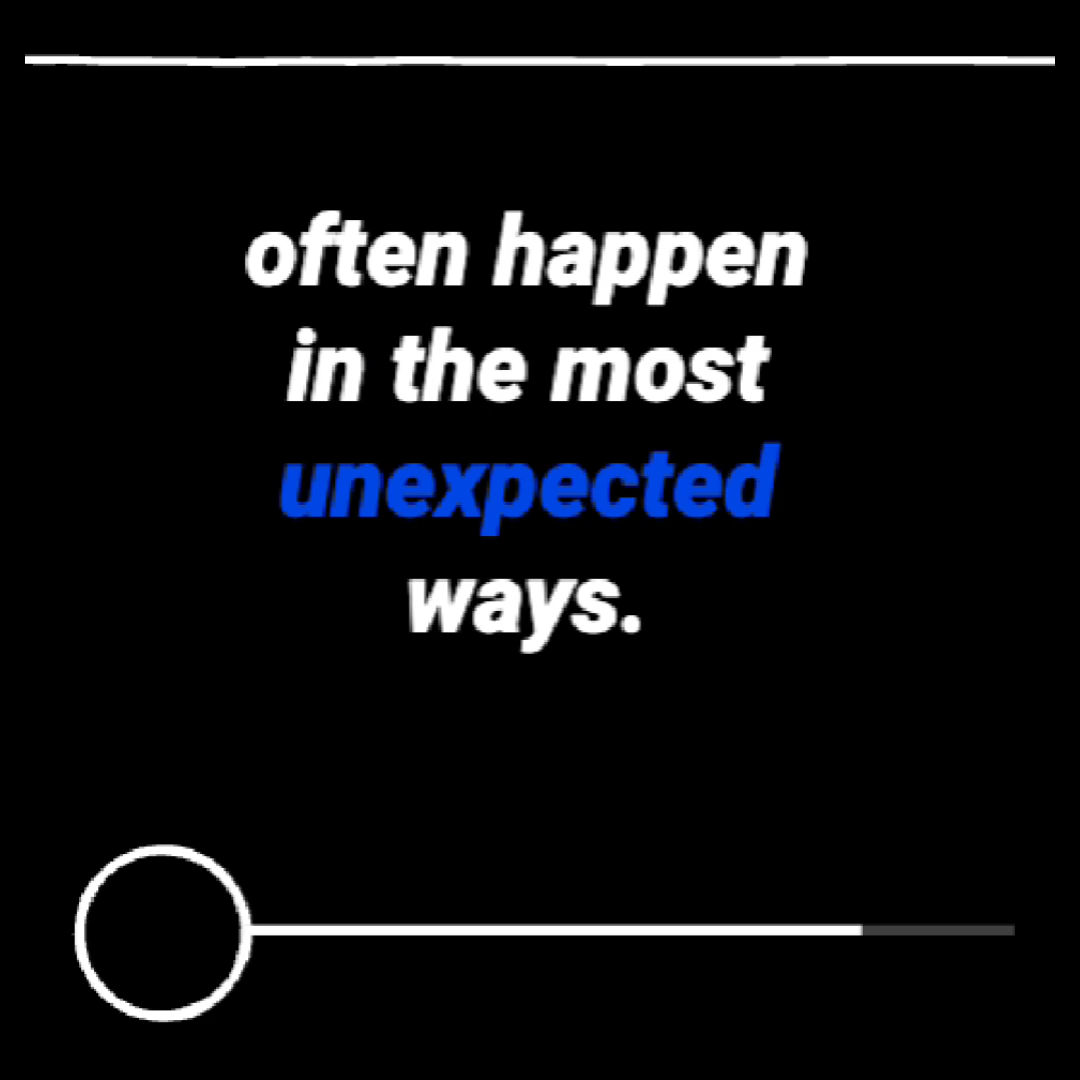 often happen
in the most
unexpected
ways.